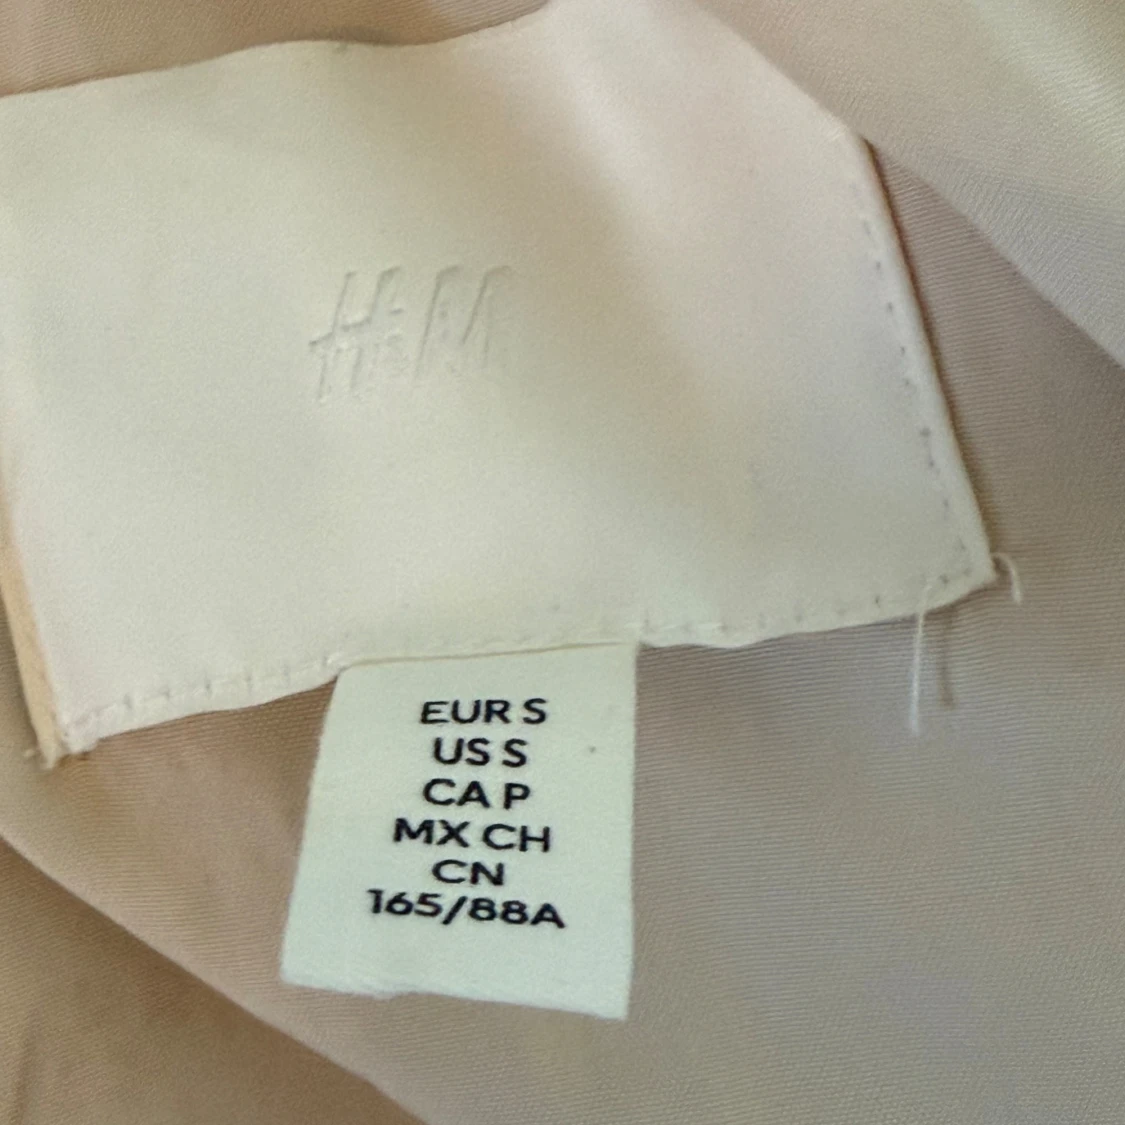 H&M
EUR S
US S
CA P
MX CH
CN
165/88A